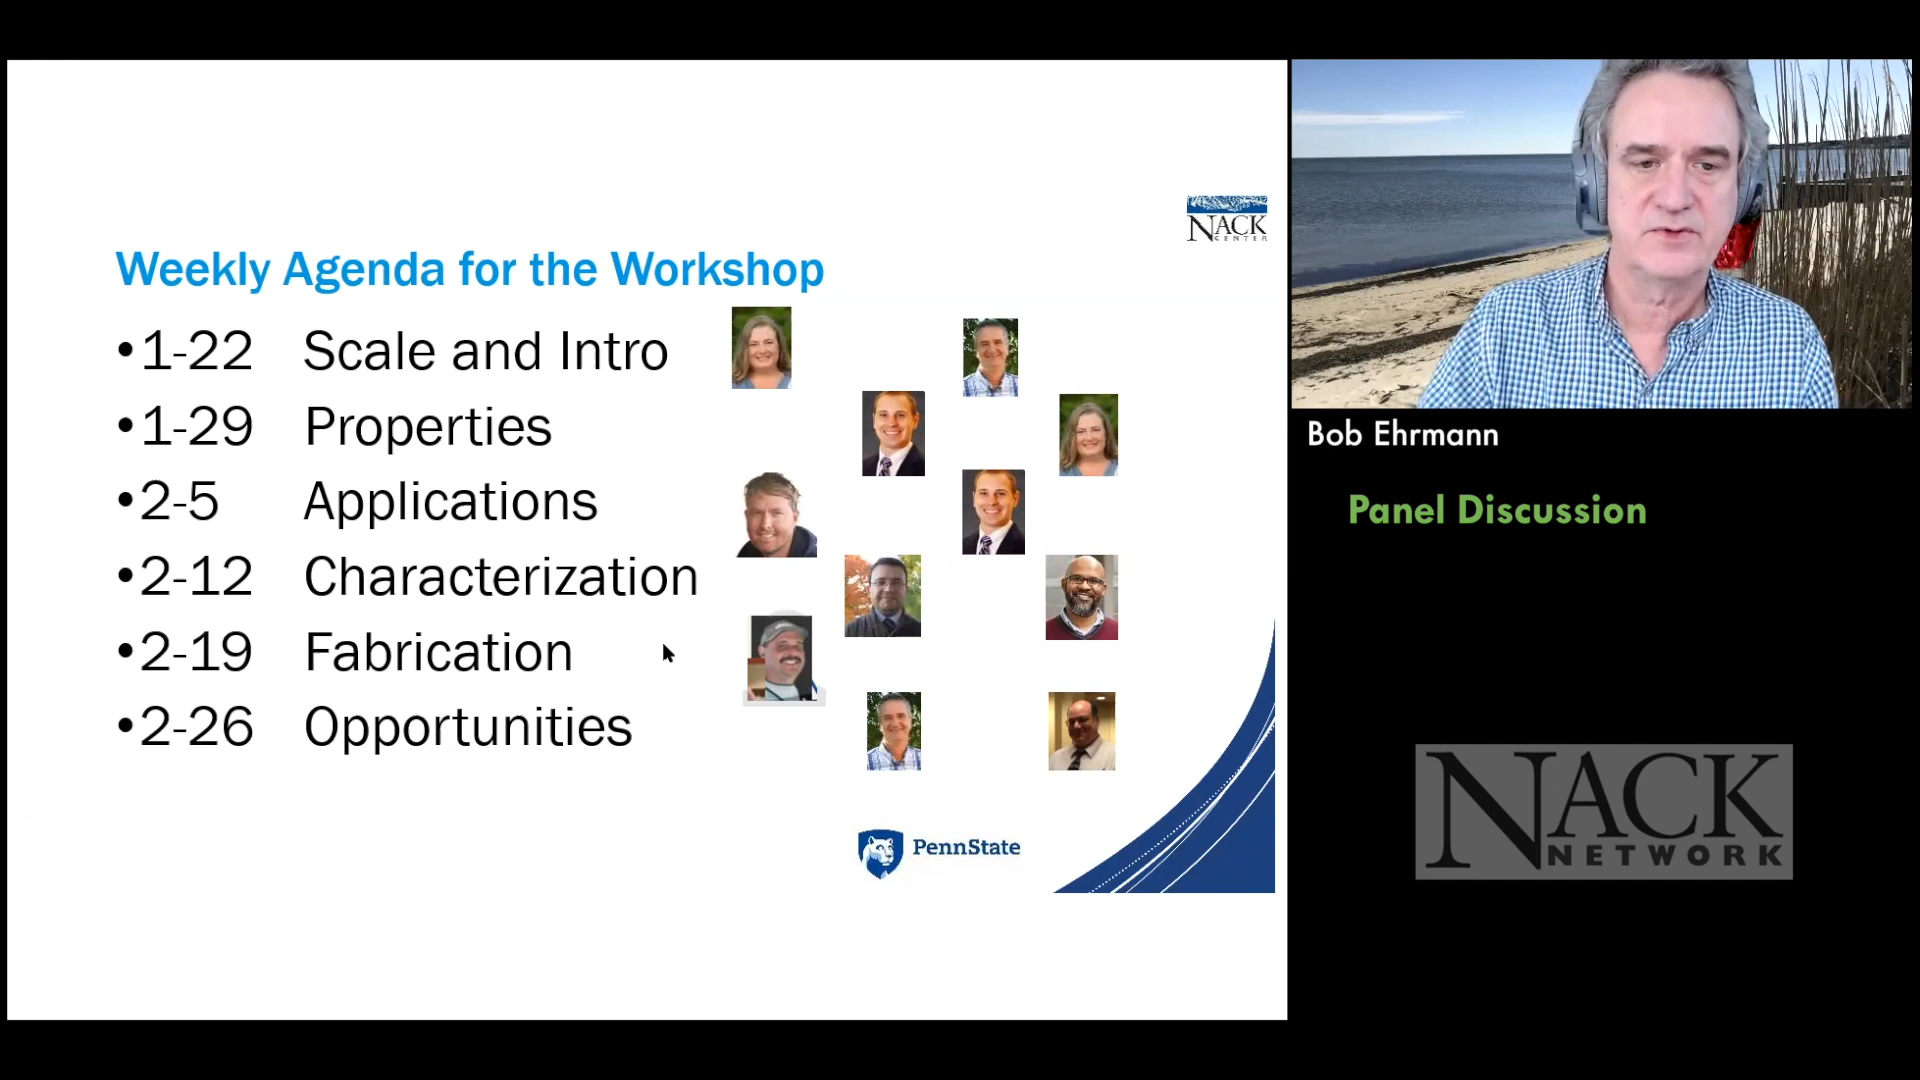 NACK
CENTER
Weekly Agenda for the Workshop
•1-22 Scale and Intro
•1-29 Properties
•2-5 Applications
•2-12 Characterization
•2-19 Fabrication
•2-26 Opportunities
PennState
Bob Ehrmann
Panel Discussion
NACK
NETWORK